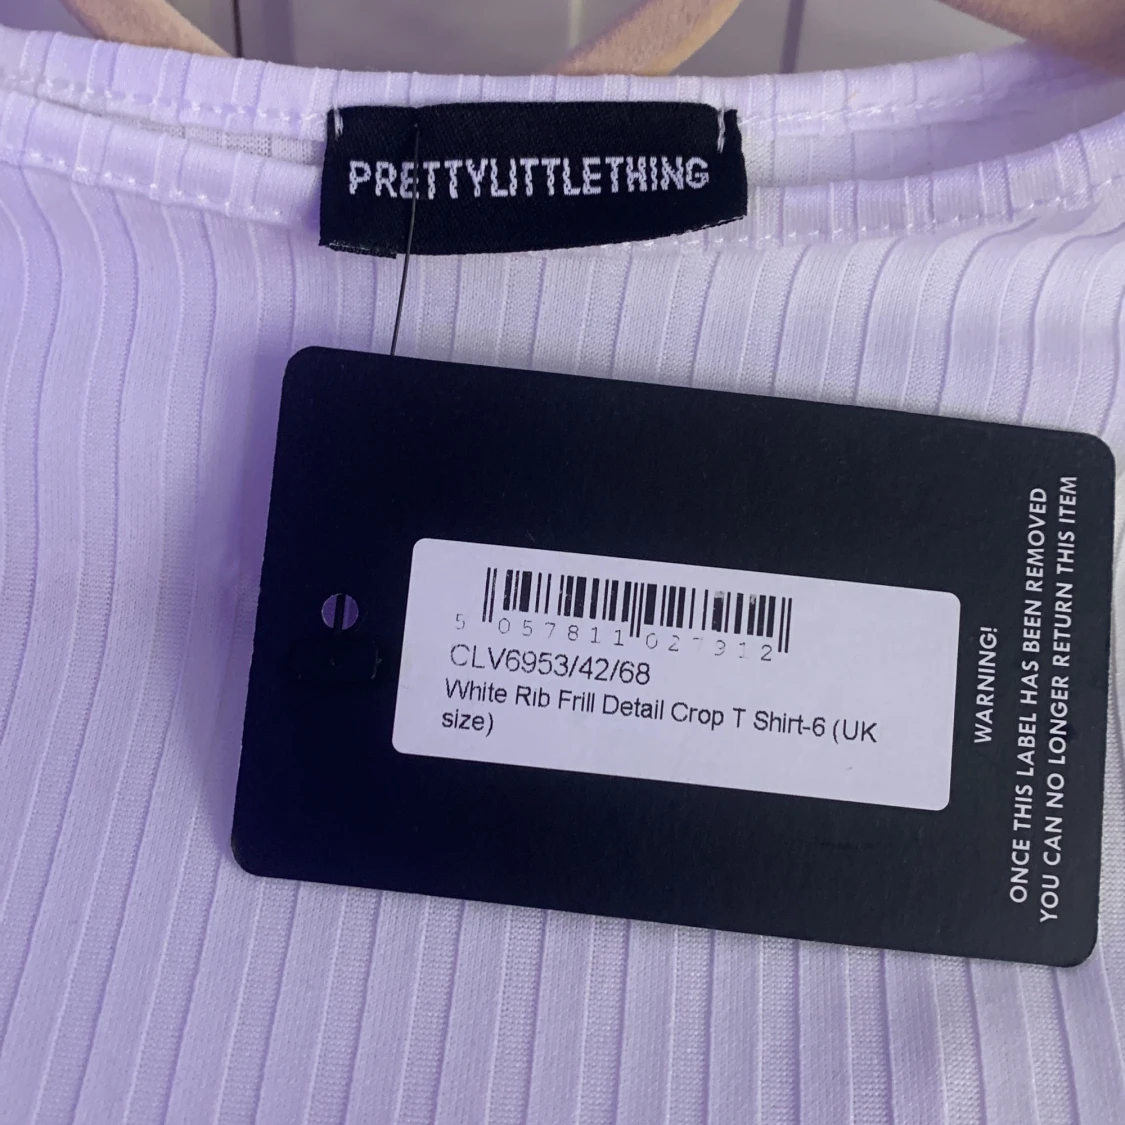 PRETTYLITTLETHING
5 057811 027912
CLV6953/42/68
White Rib Frill Detail Crop T Shirt-6 (UK
size)
WARNING!
ONCE THIS LABEL HAS BEEN REMOVED
YOU CAN NO LONGER RETURN THIS ITEM